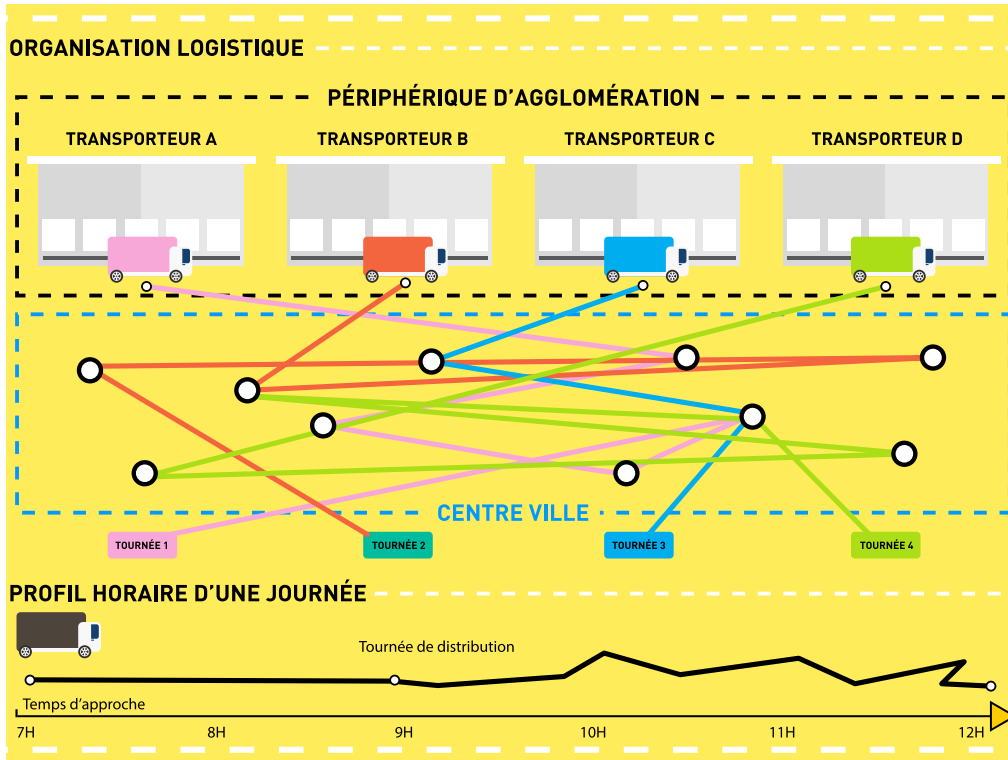 ORGANISATION LOGISTIQUE
PÉRIPHÉRIQUE D'AGGLOMÉRATION
TRANSPORTEUR A
TRANSPORTEUR B
TRANSPORTEUR C
TRANSPORTEUR D
CENTRE VILLE
TOURNÉE 1
TOURNÉE 2
TOURNÉE 3
TOURNÉE 4
PROFIL HORAIRE D'UNE JOURNÉE
Tournée de distribution
Temps d'approche
7H
8H
9H
10H
11H
12H